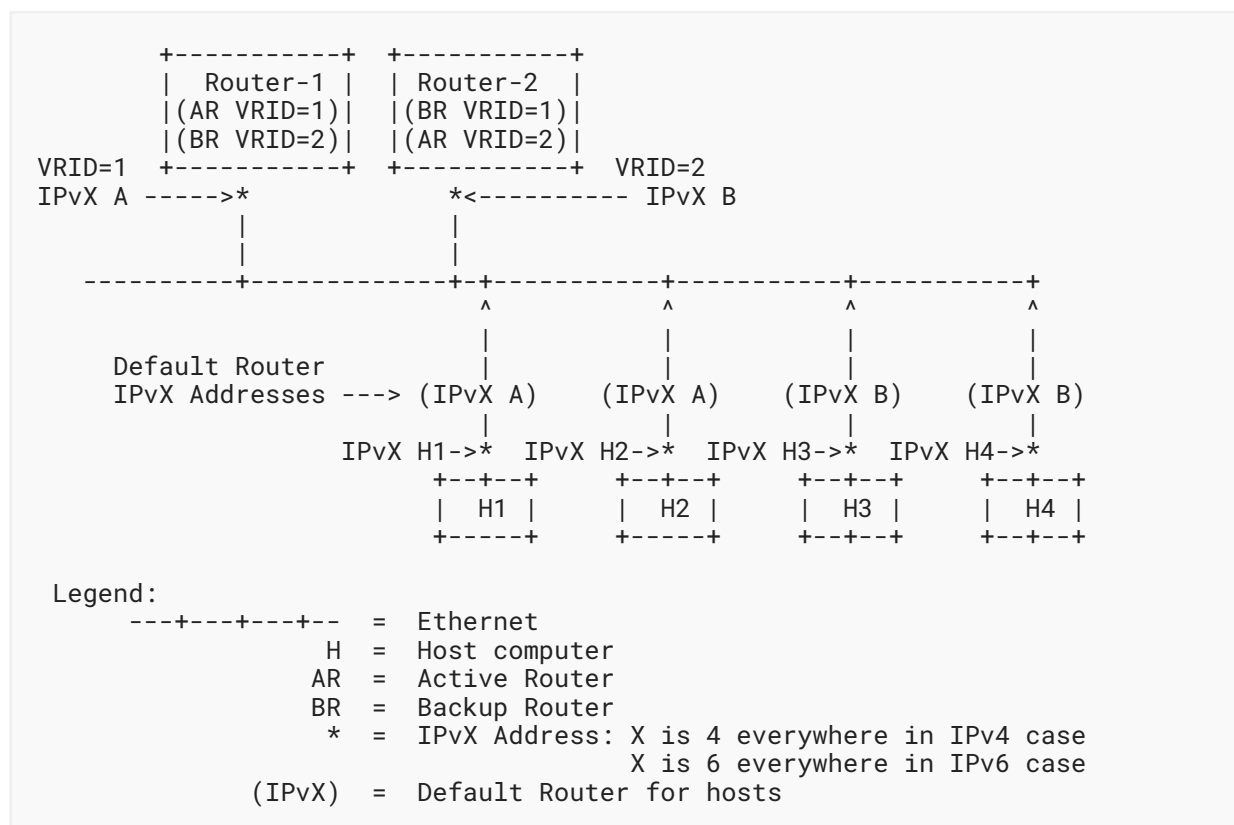 +-----------+  +-----------+
        |  Router-1 |  | Router-2  |
        |(AR VRID=1)|  |(BR VRID=1)|
        |(BR VRID=2)|  |(AR VRID=2)|
VRID=1  +-----------+  +-----------+  VRID=2
IPvX A ----->*             *<---------- IPvX B
             |             |
             |             |
   ----------+-------------+-+-----------+-----------+-----------+
                             ^           ^           ^           ^
                             |           |           |           |
     Default Router          |           |           |           |
     IPvX Addresses ---> (IPvX A)    (IPvX A)    (IPvX B)    (IPvX B)
                             |           |           |           |
                    IPvX H1->*  IPvX H2->*  IPvX H3->*  IPvX H4->*
                          +--+--+     +--+--+     +--+--+     +--+--+
                          |  H1 |     |  H2 |     |  H3 |     |  H4 |
                          +-----+     +-----+     +--+--+     +--+--+
 Legend:
      ---+---+---+--  =  Ethernet
                   H  =  Host computer
                  AR  =  Active Router
                  BR  =  Backup Router
                   *  =  IPvX Address: X is 4 everywhere in IPv4 case
                                       X is 6 everywhere in IPv6 case
              (IPvX)  =  Default Router for hosts